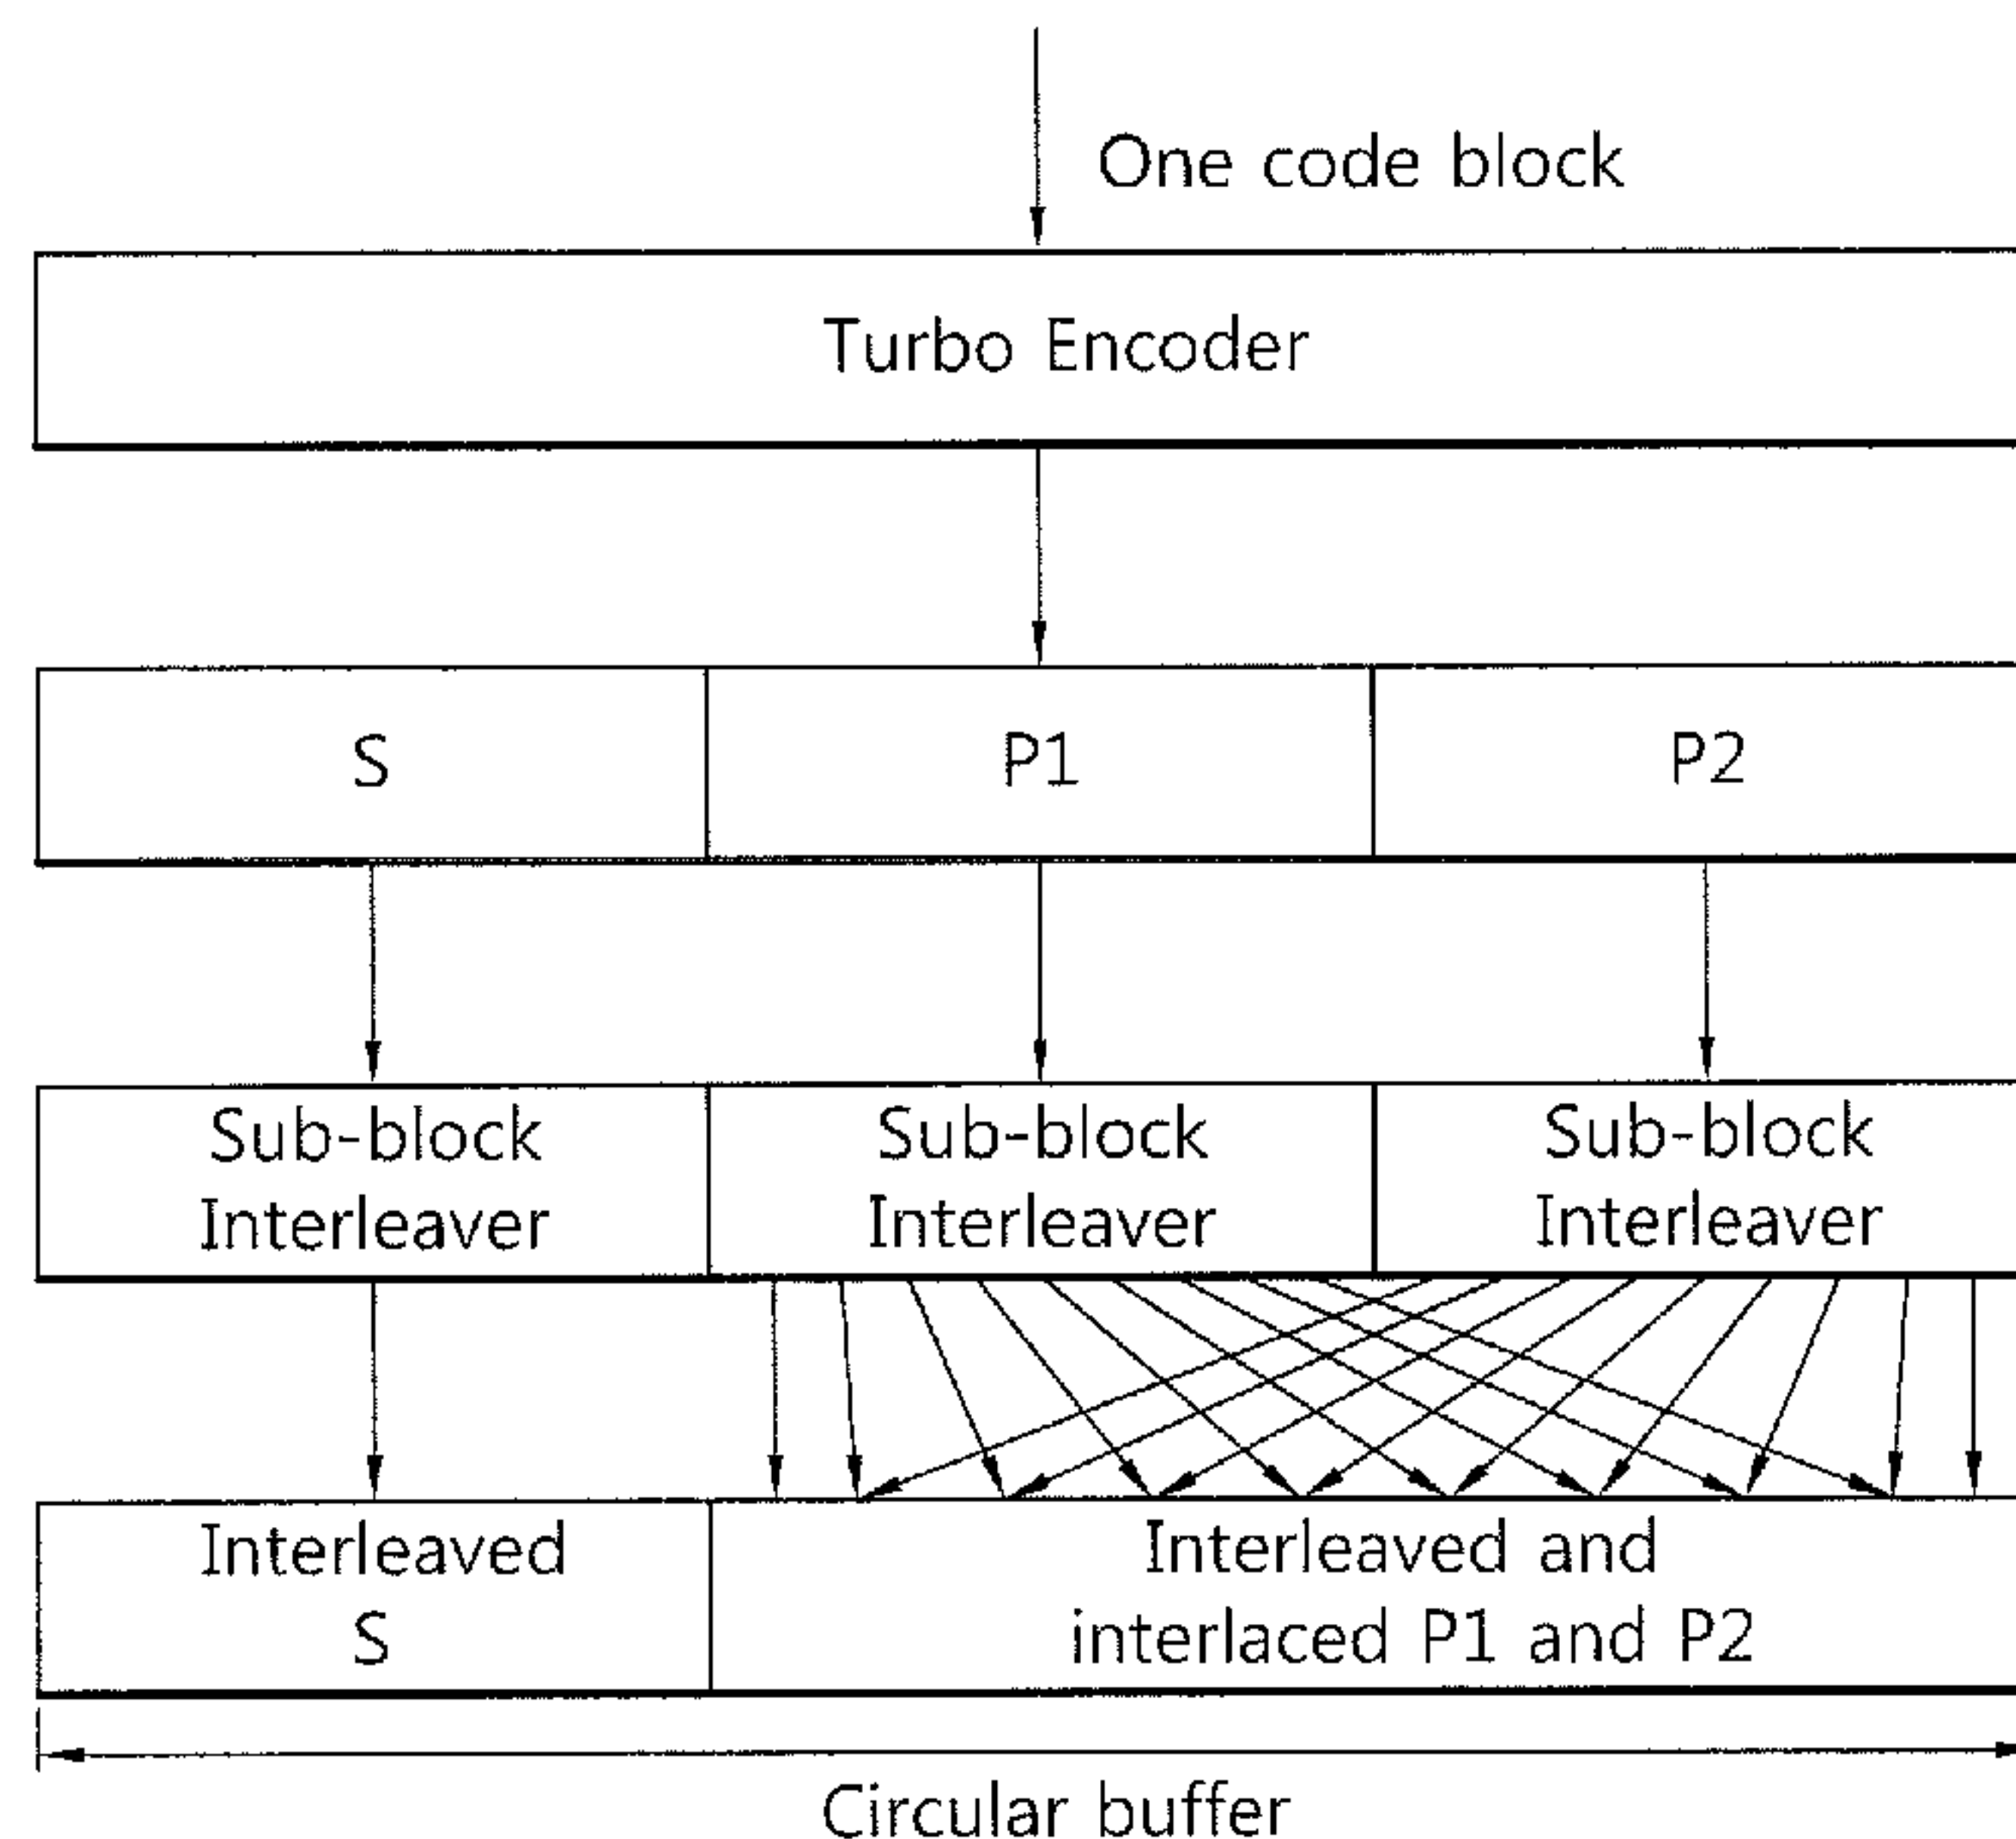 One code block
Turbo Encoder
S
P1
P2
Sub-block
Interleaver
Sub-block
Interleaver
Sub-block
Interleaver
Interleaved
S
Interleaved and
interlaced P1 and P2
Circular buffer